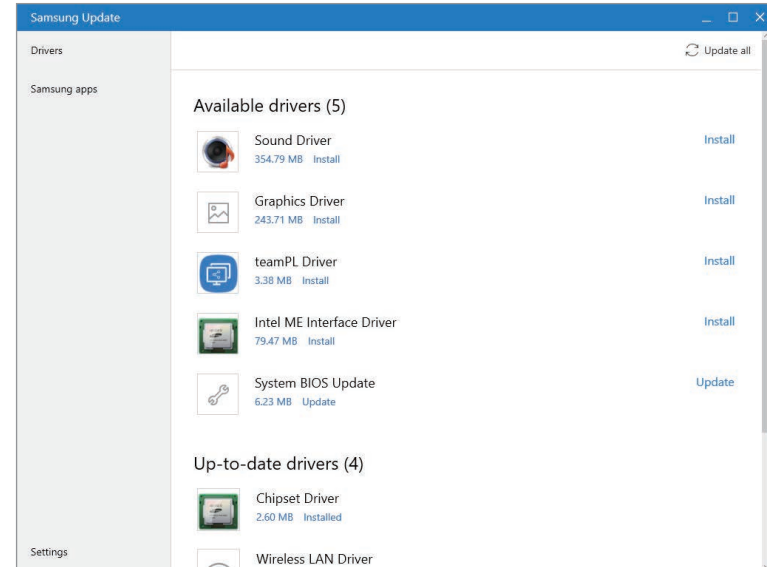 Samsung Update
Drivers
Update all
Samsung apps
Available drivers (5)
Sound Driver
354.79 MB Install
Install
Graphics Driver
243.71 MB Install
Install
teamPL Driver
3.38 MB Install
Install
Intel ME Interface Driver
79.47 MB Install
Install
System BIOS Update
6.23 MB Update
Update
Up-to-date drivers (4)
Chipset Driver
2.60 MB Installed
Settings
Wireless LAN Driver